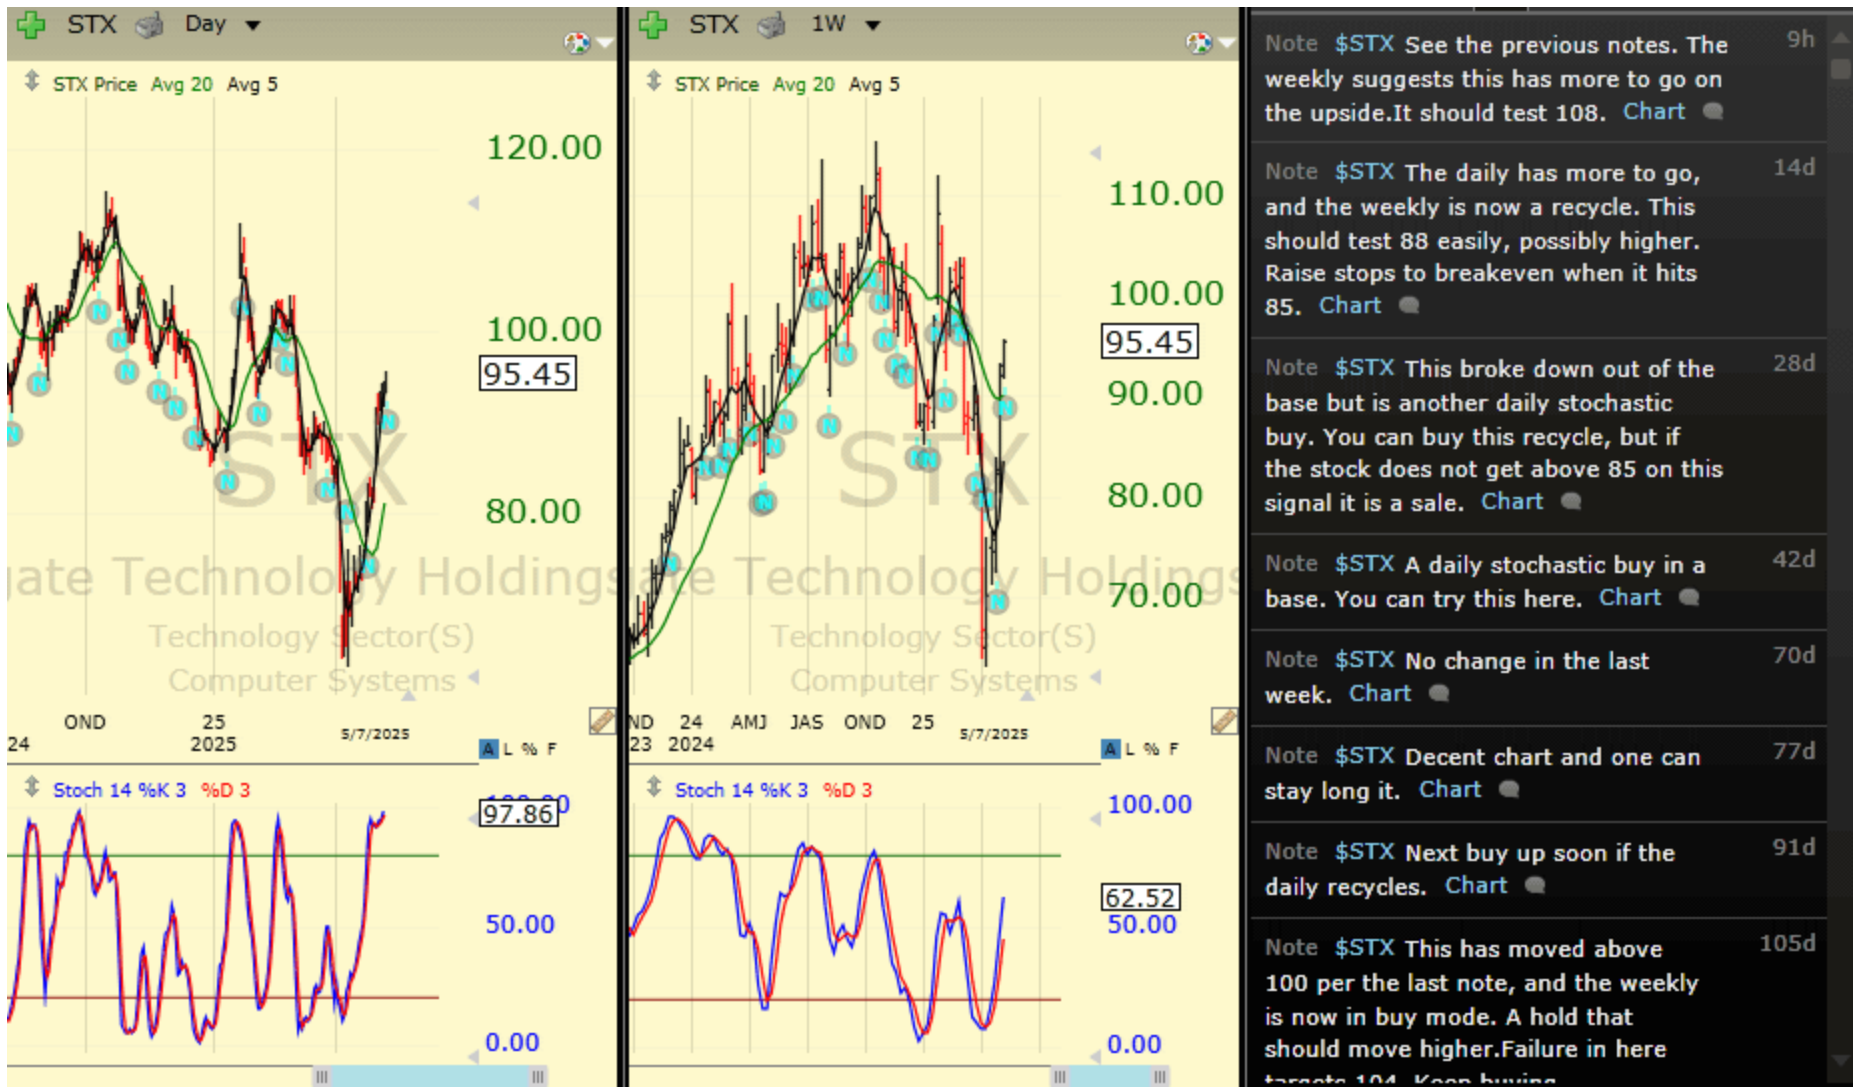 STX Day
STX Price Avg 20 Avg 5
120.00
100.00
95.45
80.00
STX
gate Technology Holdings
Technology Sector(S)
Computer Systems
OND 25
24 2025 5/7/2025
A L % F
Stoch 14 %K 3 %D 3
100.00
97.86
50.00
0.00
STX 1W
STX Price Avg 20 Avg 5
110.00
100.00
95.45
90.00
80.00
70.00
STX
gate Technology Holdings
Technology Sector(S)
Computer Systems
ND 24 AMJ JAS OND 25
23 2024 5/7/2025
A L % F
Stoch 14 %K 3 %D 3
100.00
62.52
50.00
0.00
Note $STX See the previous notes. The 9h
weekly suggests this has more to go on
the upside.It should test 108. Chart
Note $STX The daily has more to go, 14d
and the weekly is now a recycle. This
should test 88 easily, possibly higher.
Raise stops to breakeven when it hits
85. Chart
Note $STX This broke down out of the 28d
base but is another daily stochastic
buy. You can buy this recycle, but if
the stock does not get above 85 on this
signal it is a sale. Chart
Note $STX A daily stochastic buy in a 42d
base. You can try this here. Chart
Note $STX No change in the last 70d
week. Chart
Note $STX Decent chart and one can 77d
stay long it. Chart
Note $STX Next buy up soon if the 91d
daily recycles. Chart
Note $STX This has moved above 105d
100 per the last note, and the weekly
is now in buy mode. A hold that
should move higher.Failure in here
targets 104. Keep buying